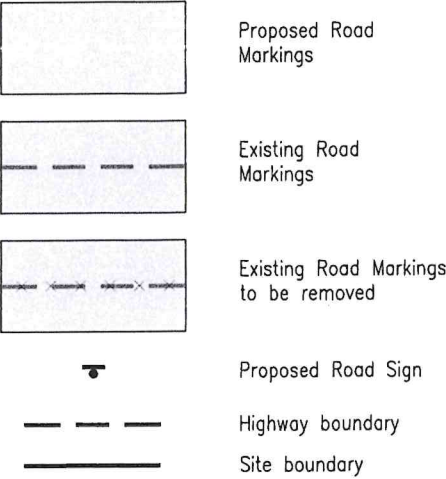 Proposed Road
Markings
Existing Road
Markings
Existing Road Markings
to be removed
Proposed Road Sign
Highway boundary
Site boundary